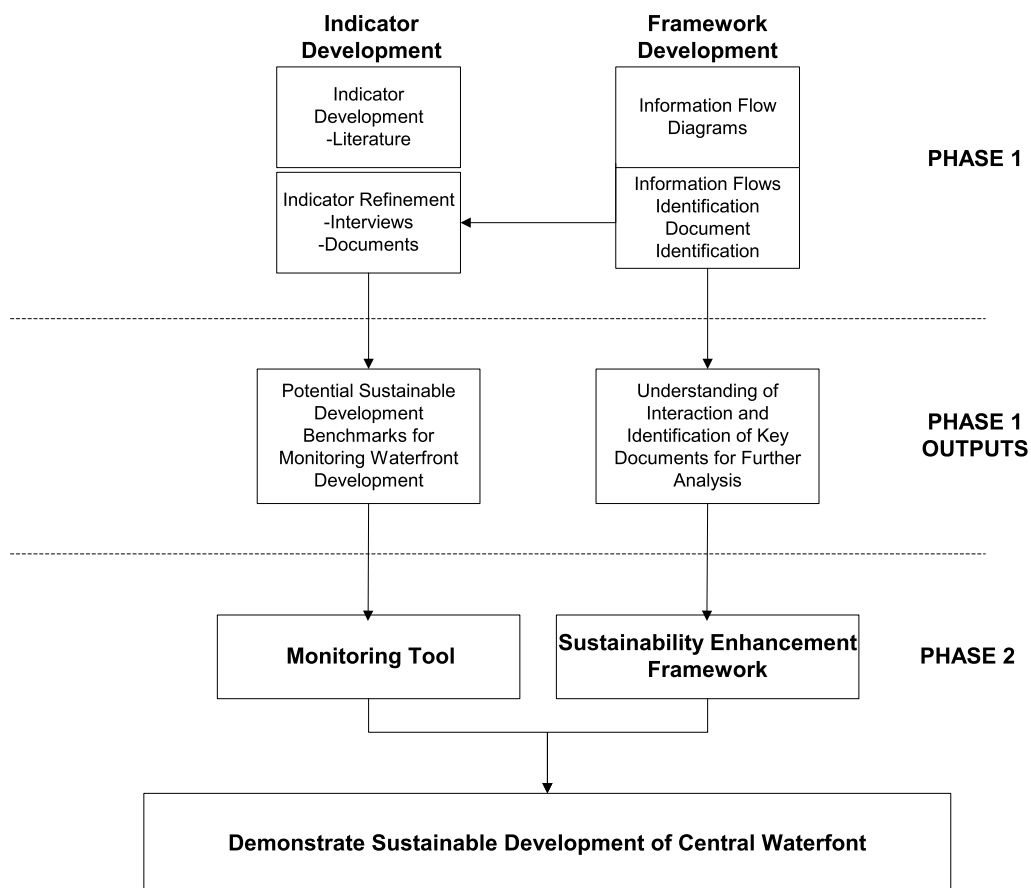 Indicator
Development
Framework
Development
Indicator
Development
-Literature
Information Flow
Diagrams
PHASE 1
Indicator Refinement
-Interviews
-Documents
Information Flows
Identification
Document
Identification
Potential Sustainable
Development
Benchmarks for
Monitoring Waterfront
Development
Understanding of
Interaction and
Identification of Key
Documents for Further
Analysis
PHASE 1
OUTPUTS
Monitoring Tool
Sustainability Enhancement
Framework
PHASE 2
Demonstrate Sustainable Development of Central Waterfont